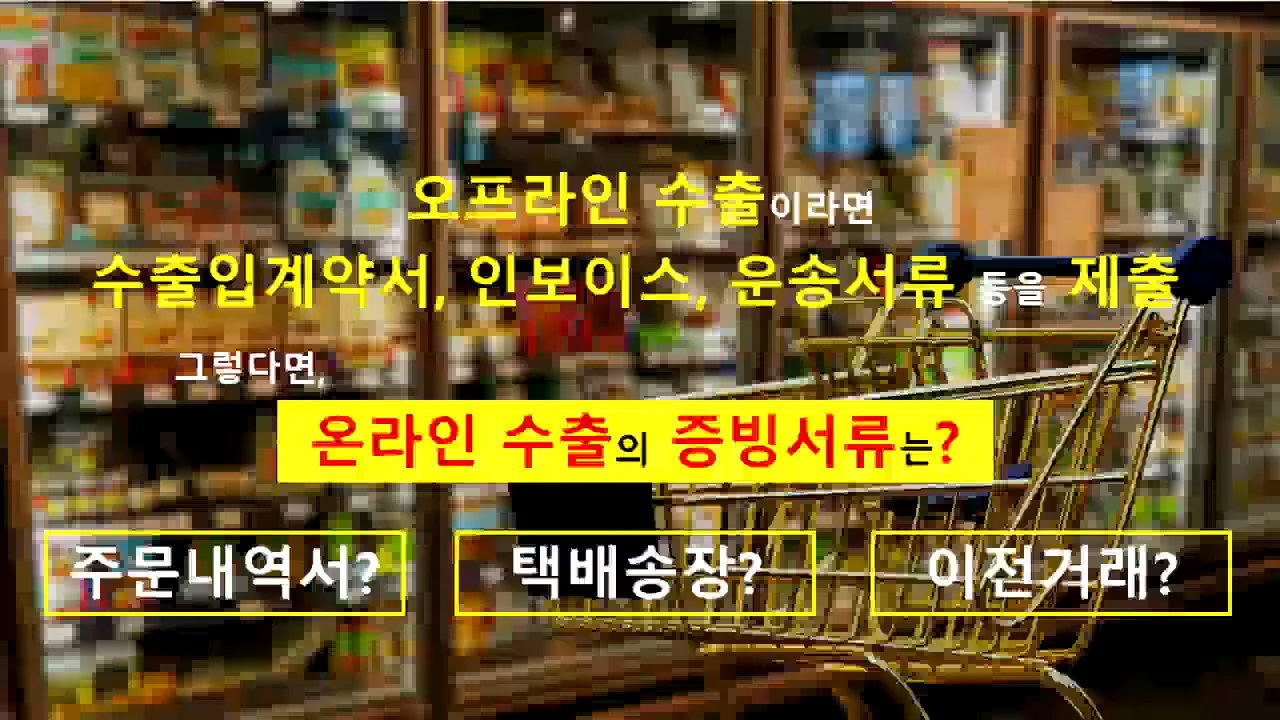 오프라인 수출이라면
수출입계약서, 인보이스, 운송서류 등을 제출
그렇다면,
온라인 수출의 증빙서류는?
주문내역서? 택배송장? 이전거래?